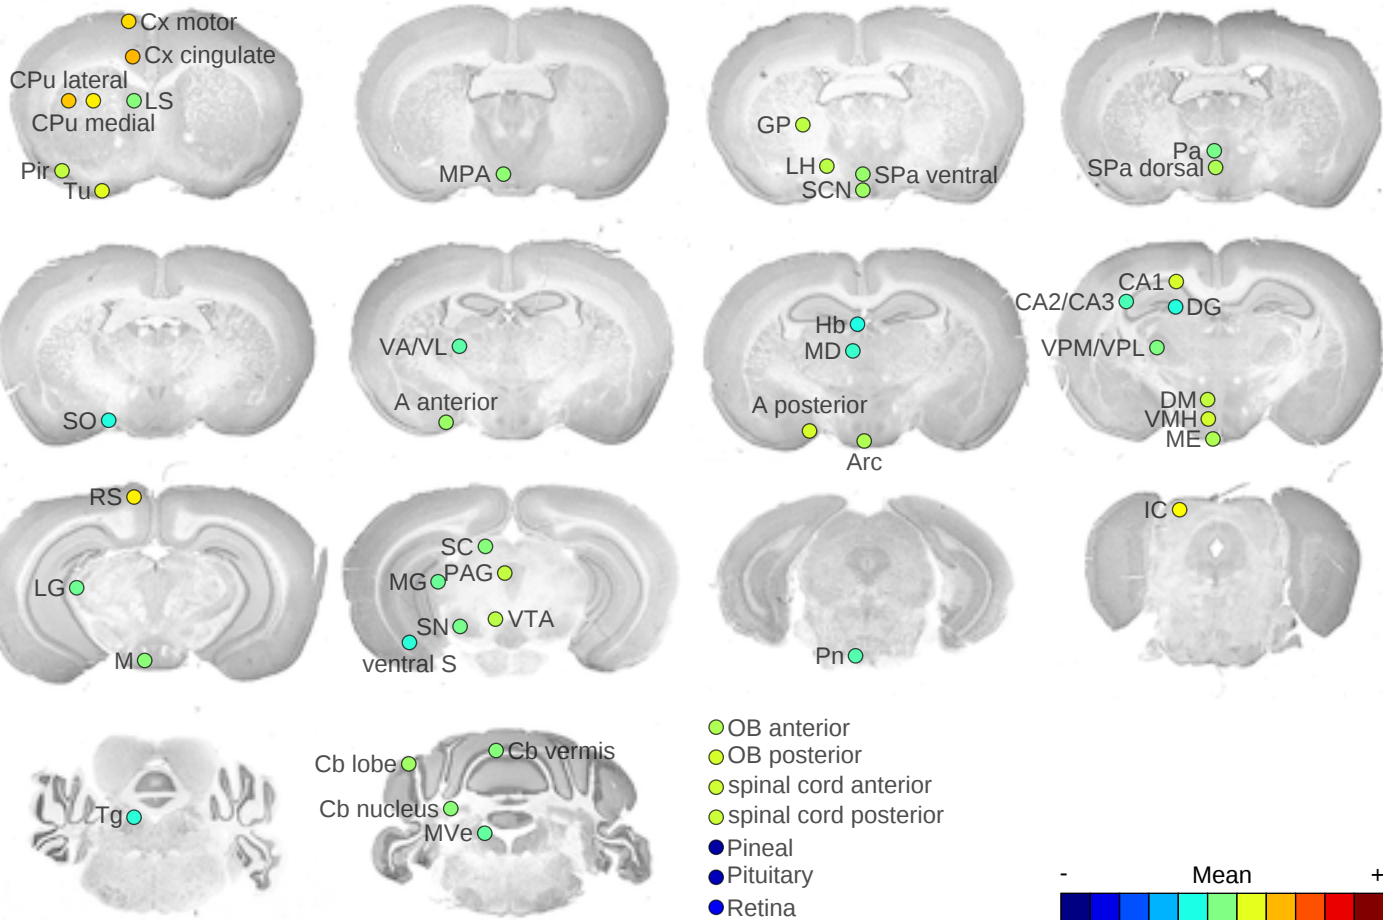 Cx motor
Cx cingulate
CPu lateral
LS
CPu medial
Pir
Tu
MPA
GP
LH
SPa ventral
SCN
Pa
SPa dorsal
SO
VA/VL
A anterior
Hb
MD
A posterior
Arc
CA1
CA2/CA3
DG
VPM/VPL
DM
VMH
ME
RS
LG
M
SC
MG
PAG
SN
VTA
ventral S
Pn
IC
Tg
Cb lobe
Cb vermis
Cb nucleus
MVe
OB anterior
OB posterior
spinal cord anterior
spinal cord posterior
Pineal
Pituitary
Retina
- Mean +